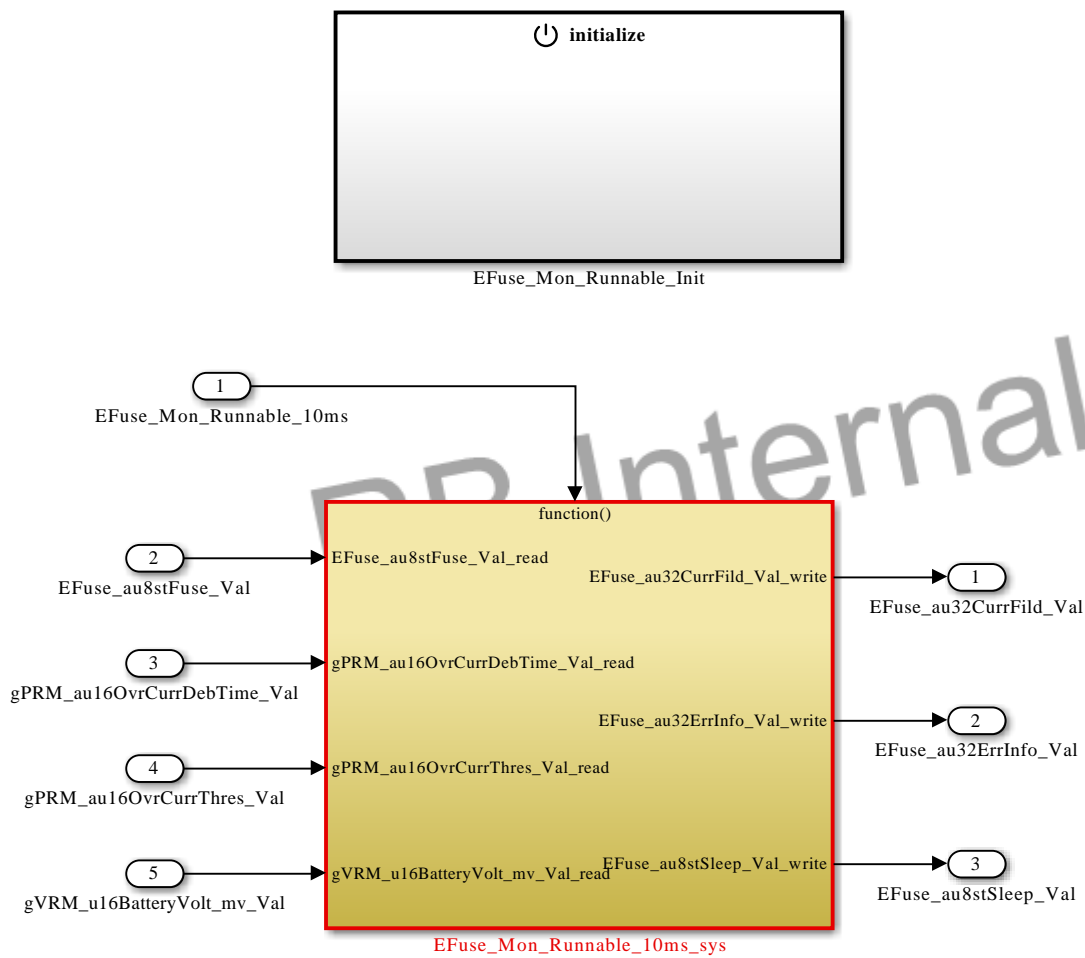 initialize
EFuse_Mon_Runnable_Init
1
EFuse_Mon_Runnable_10ms
Internal
function()
2
EFuse_au8stFuse_Val
EFuse_au8stFuse_Val_read
EFuse_au32CurrFild_Val_write
1
EFuse_au32CurrFild_Val
3
gPRM_au16OvrCurrDebTime_Val
gPRM_au16OvrCurrDebTime_Val_read
EFuse_au32ErrInfo_Val_write
2
EFuse_au32ErrInfo_Val
4
gPRM_au16OvrCurrThres_Val
gPRM_au16OvrCurrThres_Val_read
EFuse_au8stSleep_Val_write
3
EFuse_au8stSleep_Val
5
gVRM_u16BatteryVolt_mv_Val
gVRM_u16BatteryVolt_mv_Val_read
EFuse_Mon_Runnable_10ms_sys